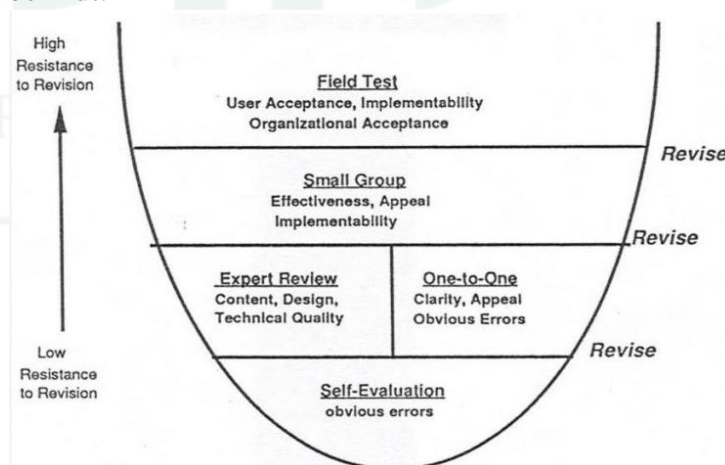 High
Resistance
to Revision
Field Test
User Acceptance, Implementability
Organizational Acceptance
Revise
Small Group
Effectiveness, Appeal
Implementability
Revise
Expert Review
Content, Design,
Technical Quality
One-to-One
Clarity, Appeal
Obvious Errors
Revise
Low
Resistance
to Revision
Self-Evaluation
obvious errors